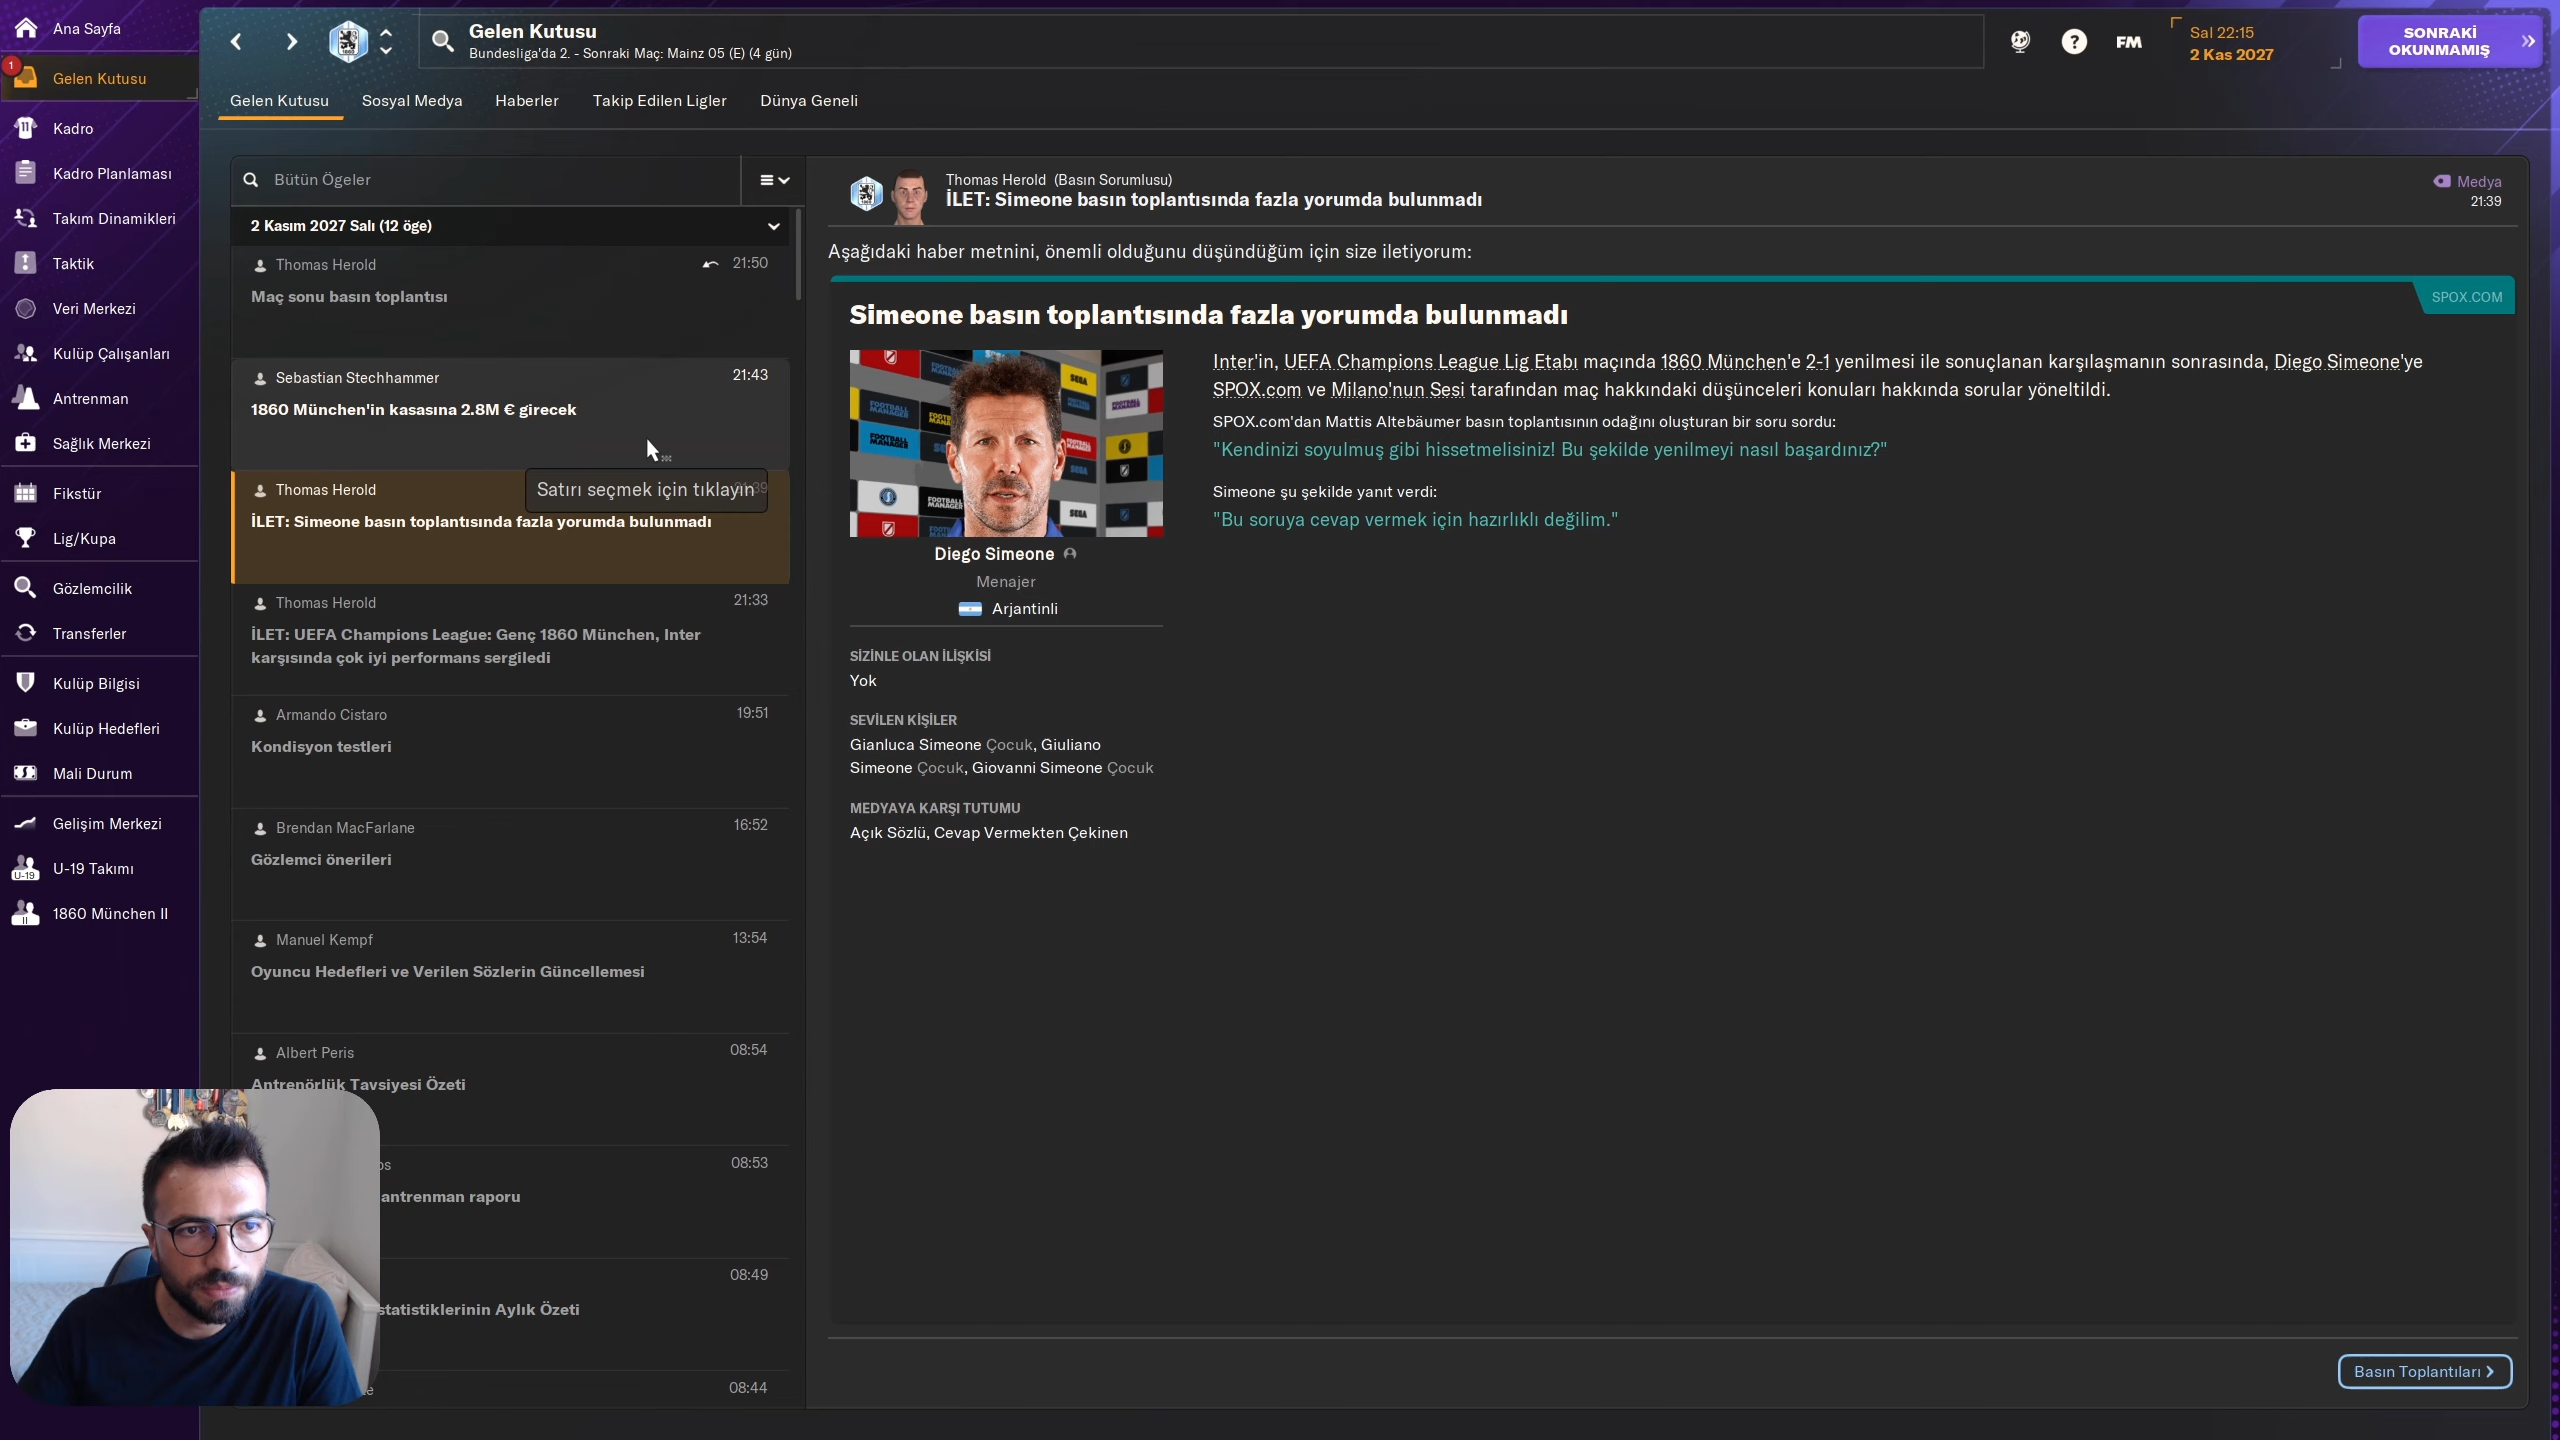 Ana Sayfa
1
Gelen Kutusu
Kadro
Kadro Planlaması
Takım Dinamikleri
Taktik
Veri Merkezi
Kulüp Çalışanları
Antrenman
Sağlık Merkezi
Fikstür
Lig/Kupa
Gözlemcilik
Transferler
Kulüp Bilgisi
Kulüp Hedefleri
Mali Durum
Gelişim Merkezi
U-19 Takımı
1860 München II
Gelen Kutusu
Bundesliga'da 2. - Sonraki Maç: Mainz 05 (E) (4 gün)
FM
Sal 22:15
2 Kas 2027
SONRAKİ
OKUNMAMIŞ
Gelen Kutusu Sosyal Medya Haberler Takip Edilen Ligler Dünya Geneli
Bütün Ögeler
2 Kasım 2027 Salı (12 öge)
Thomas Herold 21:50
Maç sonu basın toplantısı
Sebastian Stechhammer 21:43
1860 München'in kasasına 2.8M € girecek
Thomas Herold
Satırı seçmek için tıklayın
İLET: Simeone basın toplantısında fazla yorumda bulunmadı
Thomas Herold 21:33
İLET: UEFA Champions League: Genç 1860 München, Inter
karşısında çok iyi performans sergiledi
Armando Cistaro 19:51
Kondisyon testleri
Brendan MacFarlane 16:52
Gözlemci önerileri
Manuel Kempf 13:54
Oyuncu Hedefleri ve Verilen Sözlerin Güncellemesi
Albert Peris 08:54
Antrenörlük Tavsiyesi Özeti
08:53
antrenman raporu
08:49
statistiklerinin Aylık Özeti
08:44
Thomas Herold (Basın Sorumlusu)
İLET: Simeone basın toplantısında fazla yorumda bulunmadı
Medya
21:39
Aşağıdaki haber metnini, önemli olduğunu düşündüğüm için size iletiyorum:
SPOX.COM
Simeone basın toplantısında fazla yorumda bulunmadı
Inter'in, UEFA Champions League Lig Etabı maçında 1860 München'e 2-1 yenilmesi ile sonuçlanan karşılaşmanın sonrasında, Diego Simeone'ye
SPOX.com ve Milano'nun Sesi tarafından maç hakkındaki düşünceleri konuları hakkında sorular yöneltildi.
SPOX.com'dan Mattis Altebäumer basın toplantısının odağını oluşturan bir soru sordu:
"Kendinizi soyulmuş gibi hissetmelisiniz! Bu şekilde yenilmeyi nasıl başardınız?"
Simeone şu şekilde yanıt verdi:
"Bu soruya cevap vermek için hazırlıklı değilim."
Diego Simeone
Menajer
Arjantinli
SİZİNLE OLAN İLİŞKİSİ
Yok
SEVİLEN KİŞİLER
Gianluca Simeone Çocuk, Giuliano
Simeone Çocuk, Giovanni Simeone Çocuk
MEDYAYA KARŞI TUTUMU
Açık Sözlü, Cevap Vermekten Çekinen
Basın Toplantıları